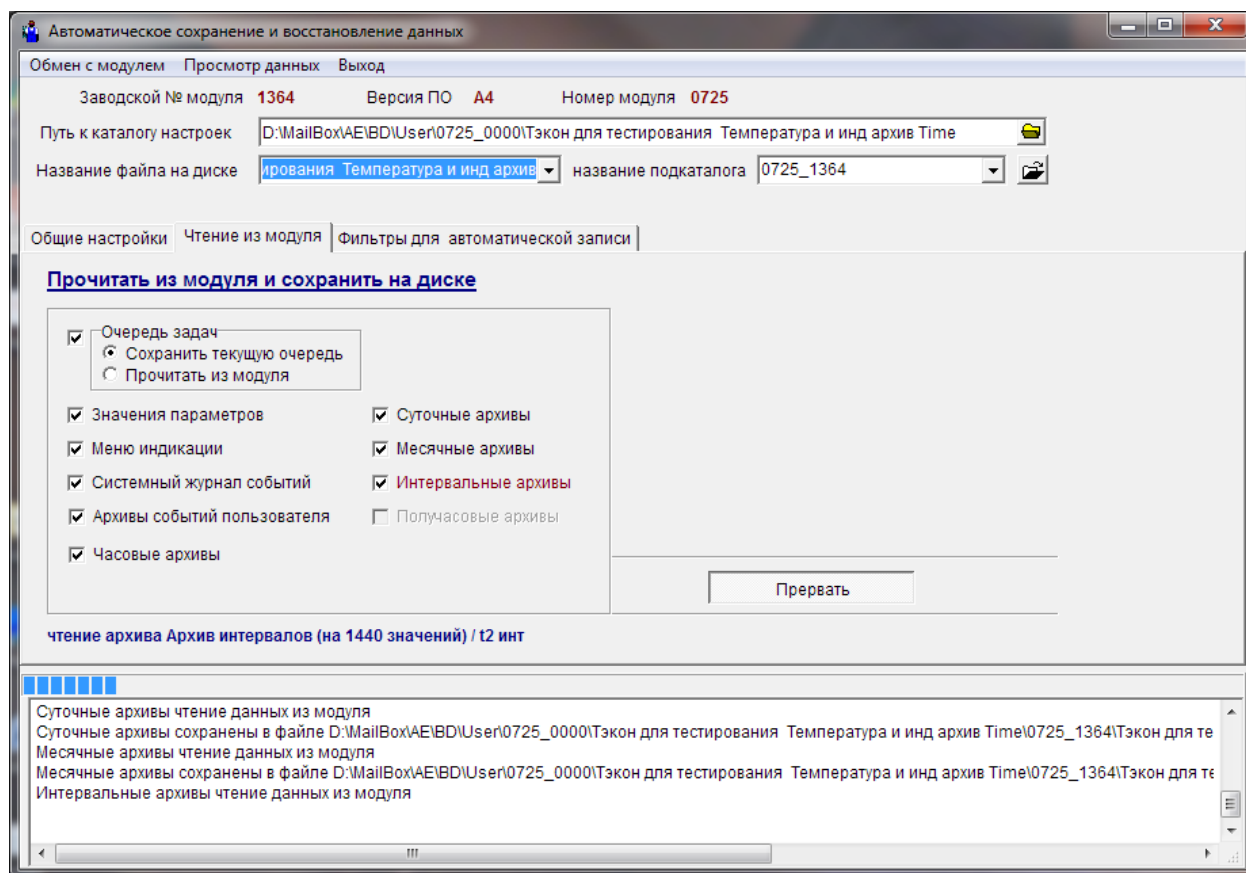 Автоматическое сохранение и восстановление данных
Обмен с модулем Просмотр данных Выход
Заводской № модуля 1364 Версия ПО А4 Номер модуля 0725
Путь к каталогу настроек D:\MailBox\AE\BD\User\0725_0000\Тэкон для тестирования Температура и инд архив Time
Название файла на диске ирования Температура и инд архив название подкаталога 0725_1364
Общие настройки Чтение из модуля Фильтры для автоматической записи
Прочитать из модуля и сохранить на диске
Очередь задач
Сохранить текущую очередь
Прочитать из модуля
Значения параметров Суточные архивы
Меню индикации Месячные архивы
Системный журнал событий Интервальные архивы
Архивы событий пользователя Получасовые архивы
Часовые архивы
Прервать
чтение архива Архив интервалов (на 1440 значений) / t2 инт
Суточные архивы чтение данных из модуля
Суточные архивы сохранены в файле D:\MailBox\AE\BD\User\0725_0000\Тэкон для тестирования Температура и инд архив Time\0725_1364\Тэкон для те
Месячные архивы чтение данных из модуля
Месячные архивы сохранены в файле D:\MailBox\AE\BD\User\0725_0000\Тэкон для тестирования Температура и инд архив Time\0725_1364\Тэкон для те
Интервальные архивы чтение данных из модуля